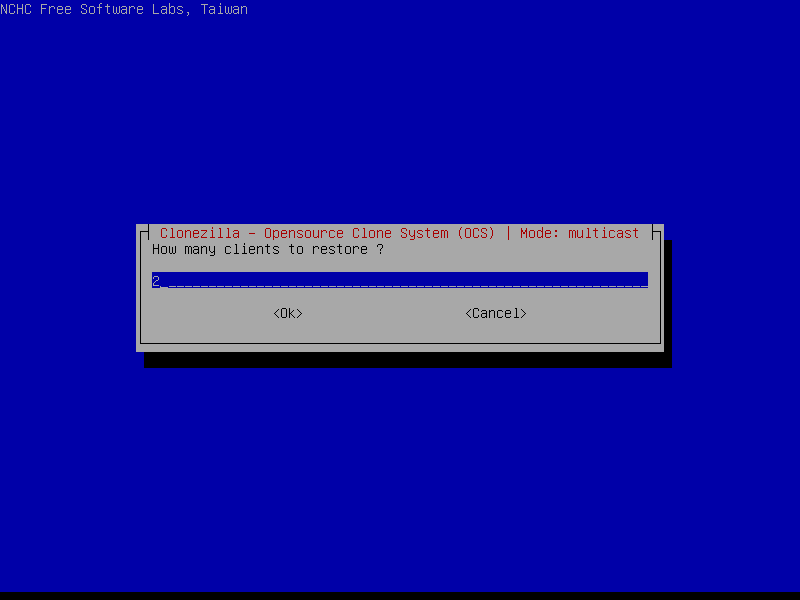 NCHC Free Software Labs, Taiwan
Clonezilla - Opensource Clone System (OCS) | Mode: multicast
How many clients to restore ?
2
<Ok> <Cancel>